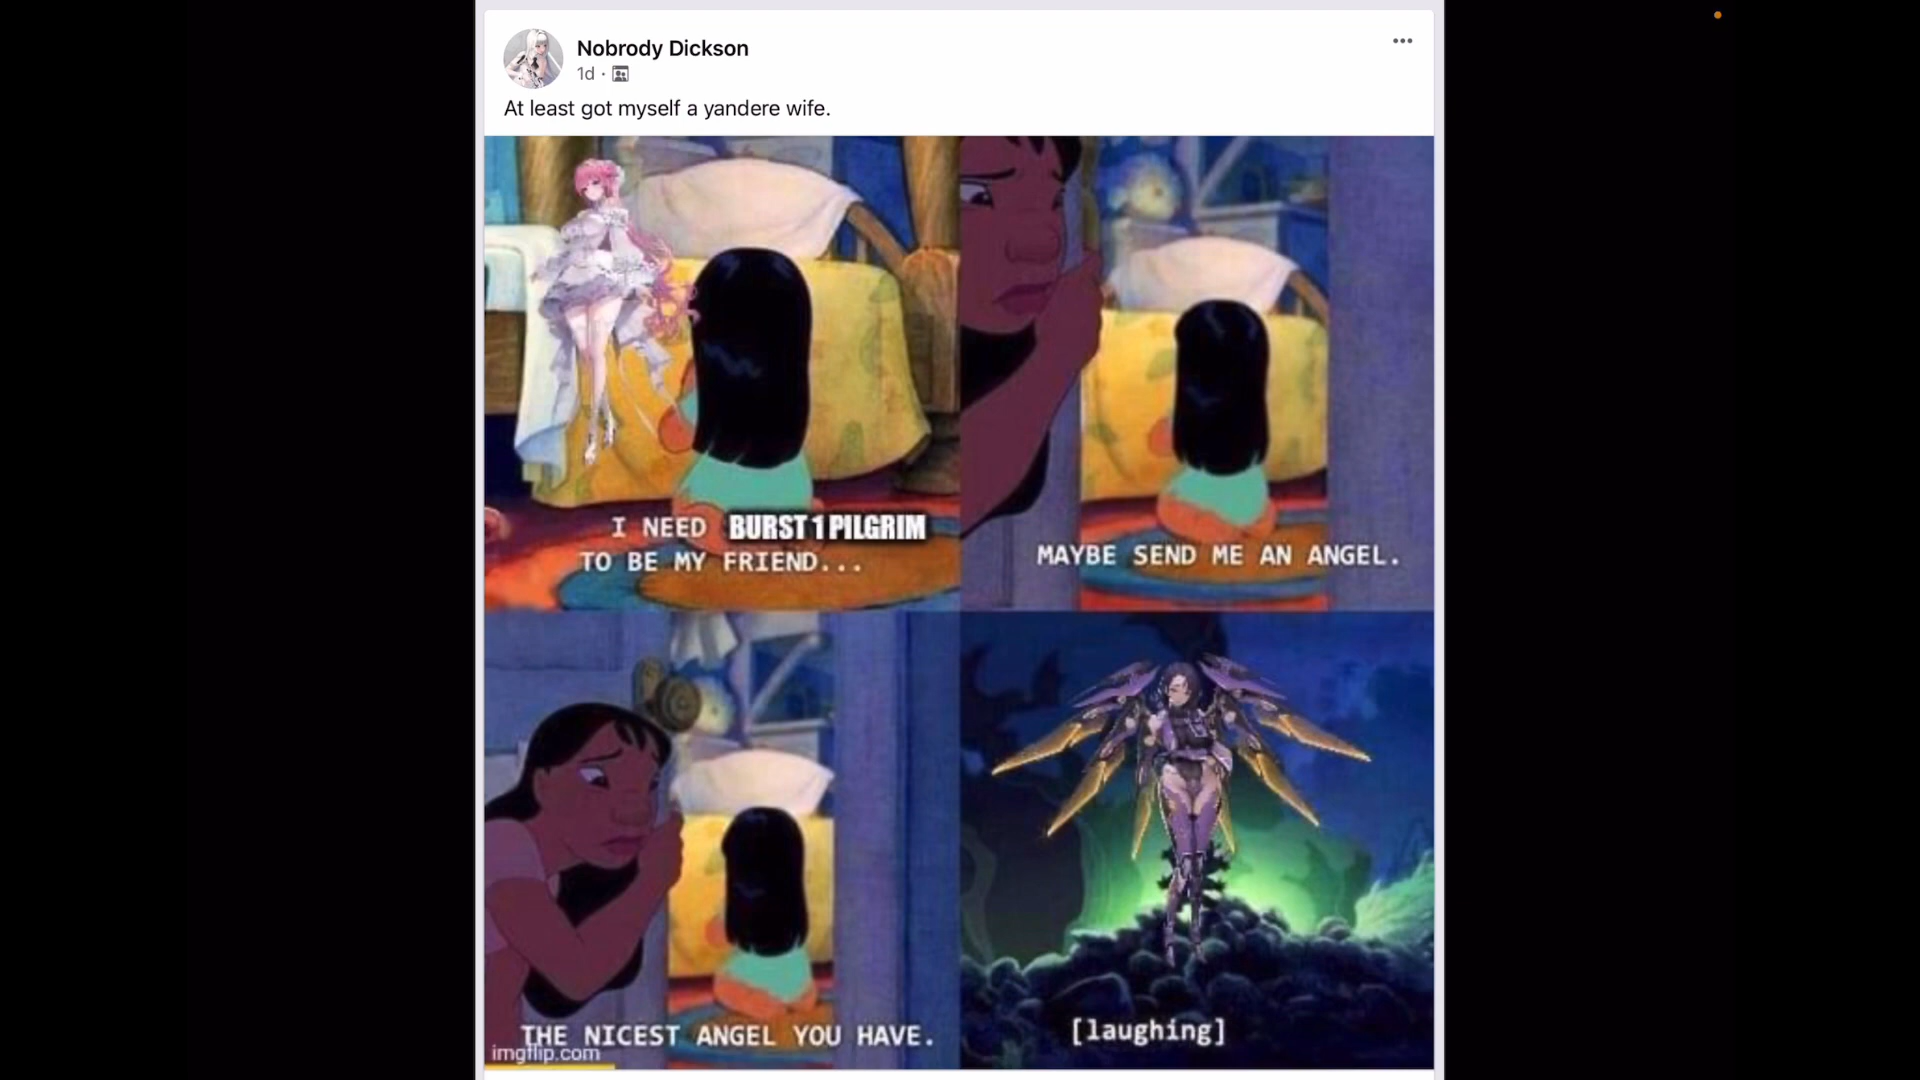 Nobrody Dickson
1d ·
At least got myself a yandere wife.
I NEED BURST 1 PILGRIM
TO BE MY FRIEND...
MAYBE SEND ME AN ANGEL.
THE NICEST ANGEL YOU HAVE.
imgflip.com
[laughing]